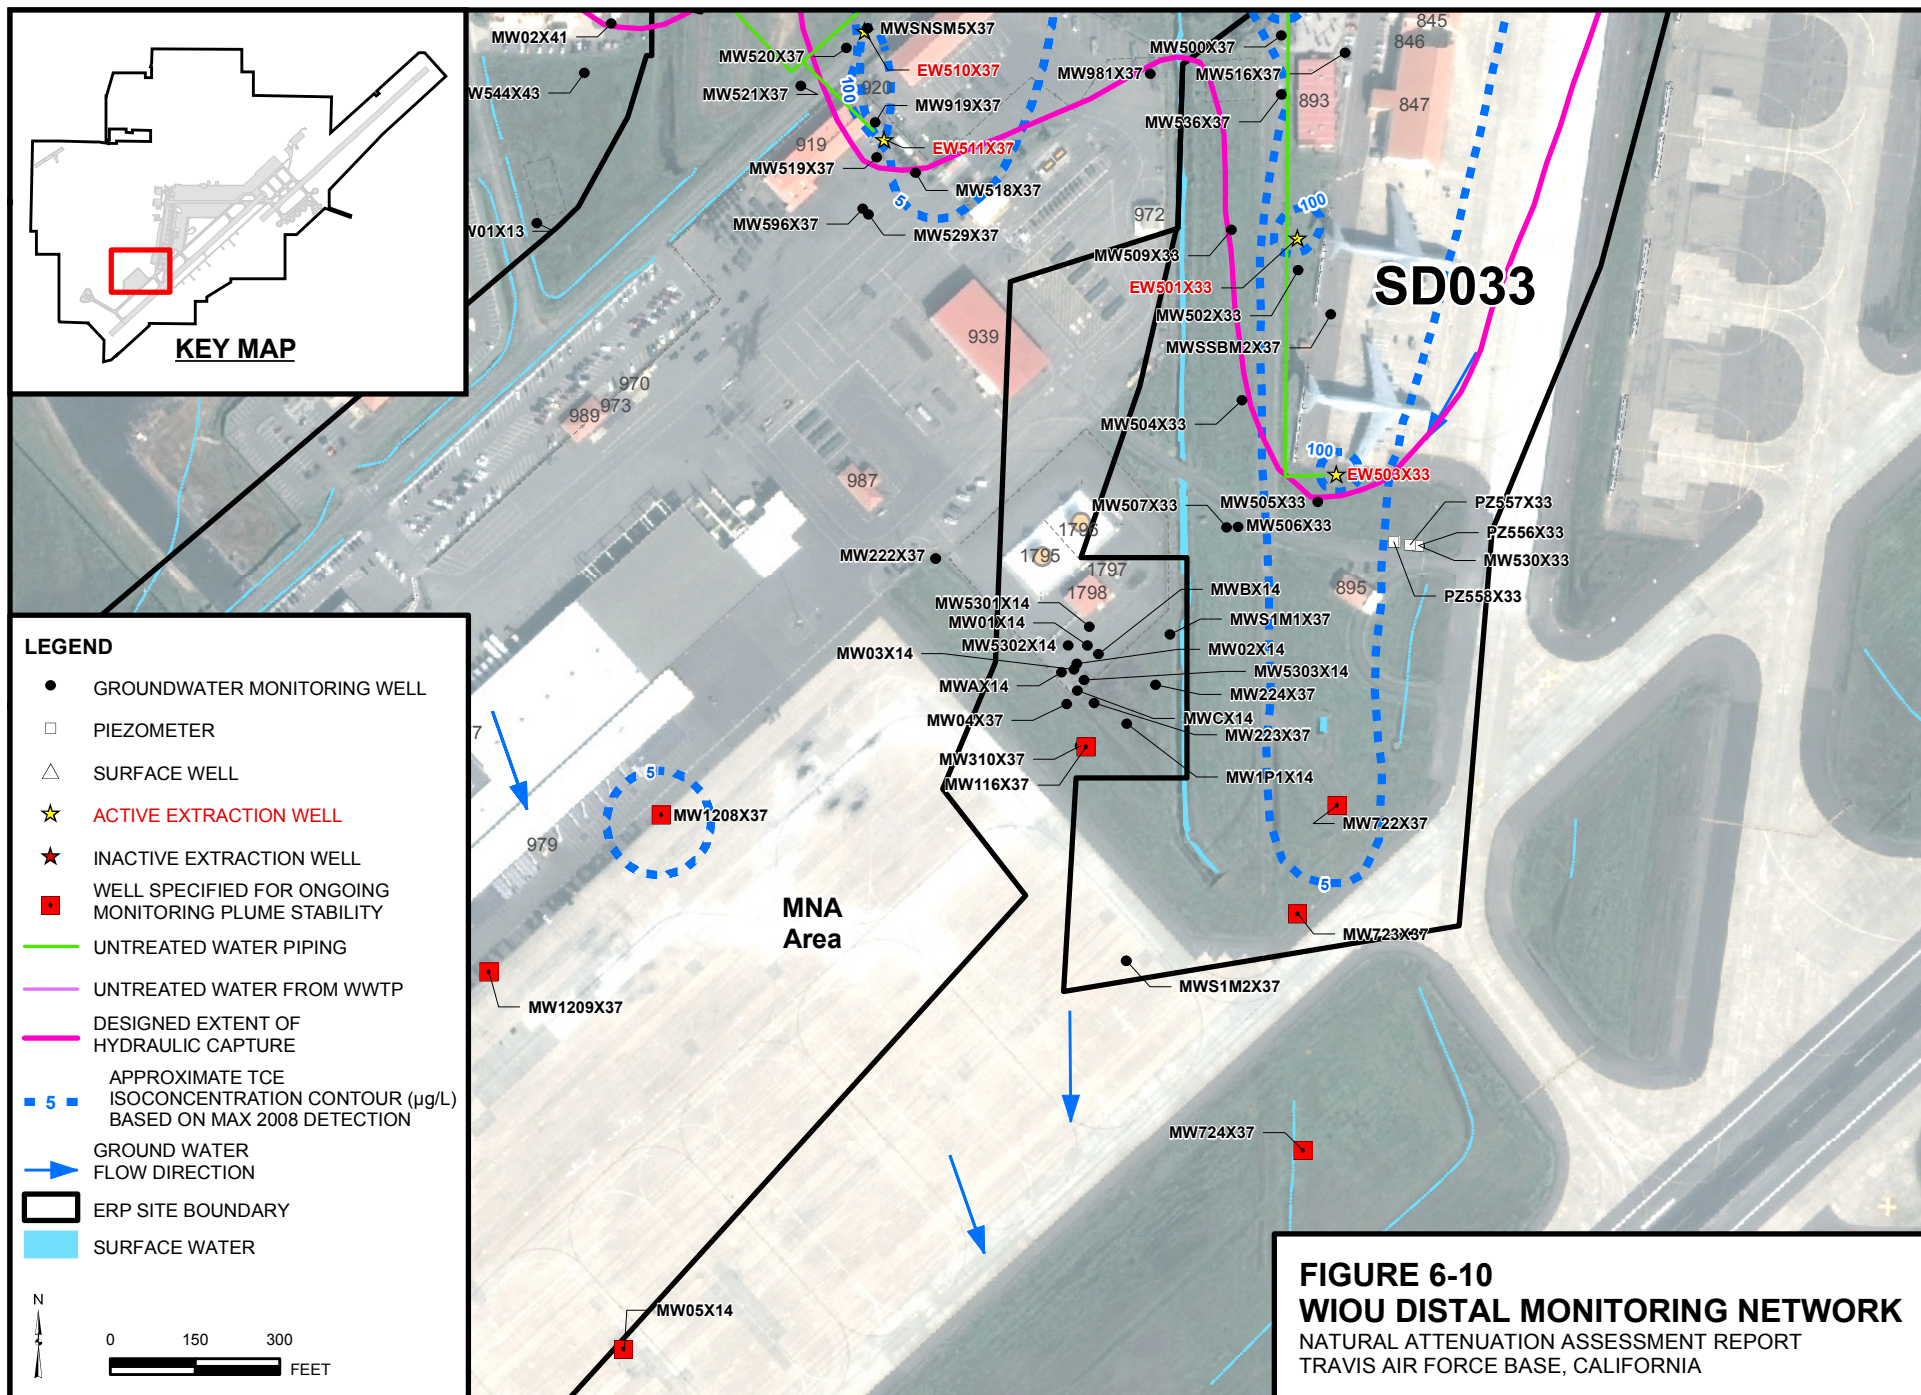 KEY MAP
MW02X41
W544X43
W01X13
MWSNSM5X37
MW520X37
EW510X37
MW521X37
100
920
MW919X37
919
EW511X37
MW519X37
MW518X37
5
MW596X37
MW529X37
MW500X37
845
846
MW981X37
MW516X37
893
847
MW536X37
972
100
MW509X33
EW501X33
SD033
MW502X33
MWSSBM2X37
939
970
973
989
MW504X33
100
EW503X33
987
MW505X33
PZ557X33
MW507X33
MW506X33
PZ556X33
1796
MW222X37
1795
MW530X33
1797
1798
895
MWBX14
PZ558X33
MW5301X14
MW01X14
MWS1M1X37
MW5302X14
MW03X14
MW02X14
MW5303X14
MWAX14
MW224X37
MW04X37
MWCX14
MW223X37
MW310X37
MW1P1X14
MW116X37
7
5
MW1208X37
MW722X37
979
5
MNA
Area
MW723X37
MW1209X37
MWS1M2X37
MW724X37
MW05X14
LEGEND
GROUNDWATER MONITORING WELL
PIEZOMETER
SURFACE WELL
ACTIVE EXTRACTION WELL
INACTIVE EXTRACTION WELL
WELL SPECIFIED FOR ONGOING
MONITORING PLUME STABILITY
UNTREATED WATER PIPING
UNTREATED WATER FROM WWTP
DESIGNED EXTENT OF
HYDRAULIC CAPTURE
APPROXIMATE TCE
5 ISOCONCENTRATION CONTOUR (µg/L)
BASED ON MAX 2008 DETECTION
GROUND WATER
FLOW DIRECTION
ERP SITE BOUNDARY
SURFACE WATER
N
0 150 300
FEET
FIGURE 6-10
WIOU DISTAL MONITORING NETWORK
NATURAL ATTENUATION ASSESSMENT REPORT
TRAVIS AIR FORCE BASE, CALIFORNIA